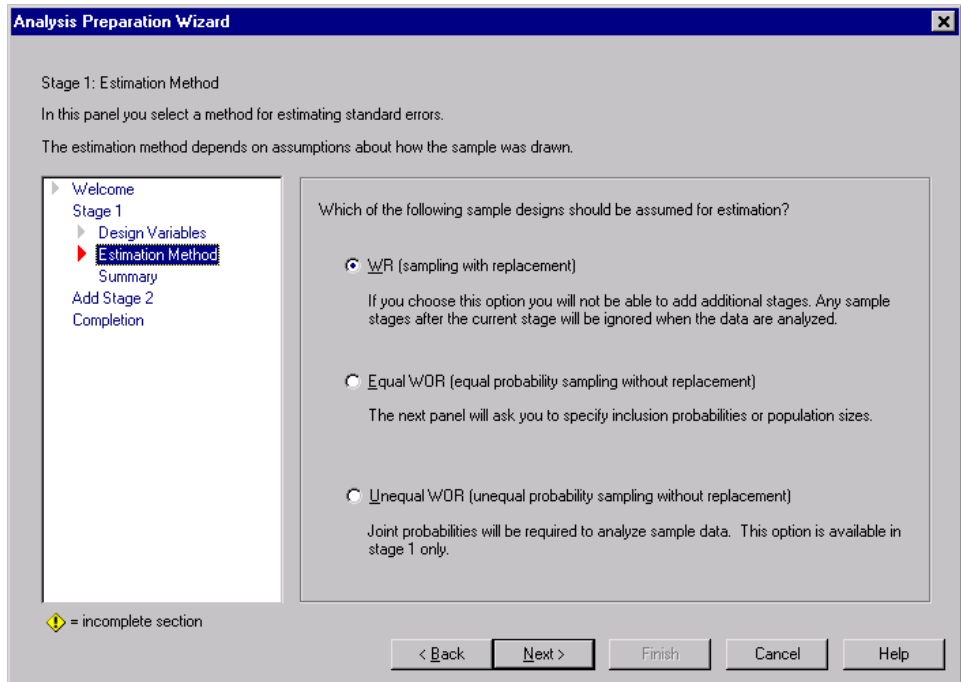 Analysis Preparation Wizard
Stage 1: Estimation Method
In this panel you select a method for estimating standard errors.
The estimation method depends on assumptions about how the sample was drawn.
Welcome
Stage 1
Design Variables
Estimation Method
Summary
Add Stage 2
Completion
Which of the following sample designs should be assumed for estimation?
WR (sampling with replacement)
If you choose this option you will not be able to add additional stages. Any sample
stages after the current stage will be ignored when the data are analyzed.
Equal WOR (equal probability sampling without replacement)
The next panel will ask you to specify inclusion probabilities or population sizes.
Unequal WOR (unequal probability sampling without replacement)
Joint probabilities will be required to analyze sample data. This option is available in
stage 1 only.
= incomplete section
< Back
Next >
Finish
Cancel
Help